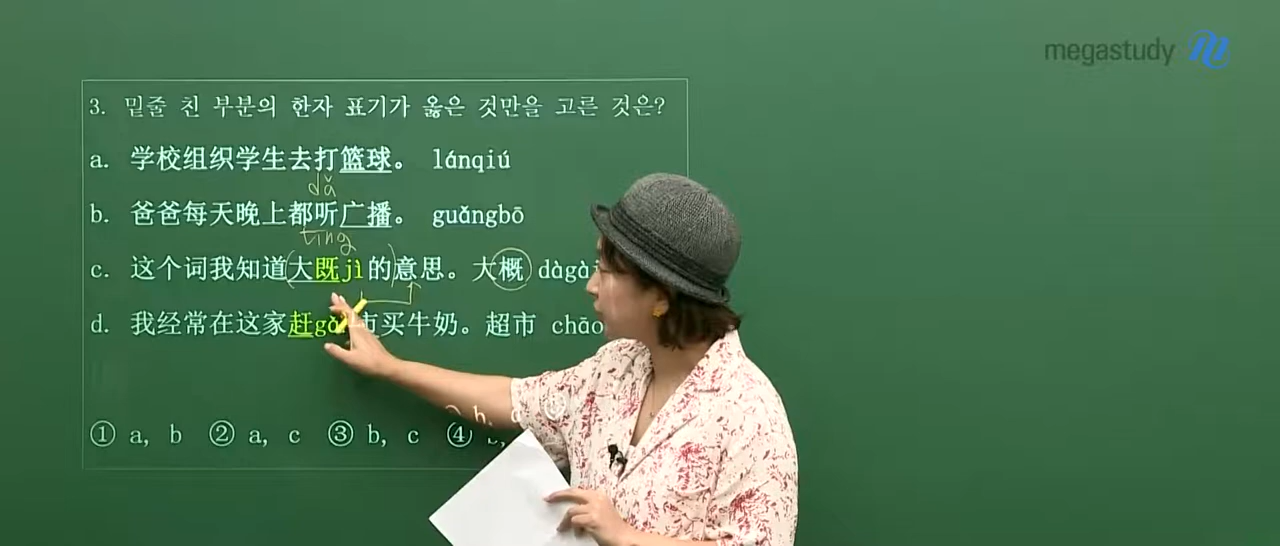 megastudy
3. 밑줄 친 부분의 한자 표기가 옳은 것만을 고른 것은?
a. 学校组织学生去打篮球。 lánqiú
dǎ
b. 爸爸每天晚上都听广播。 guǎngbō
tīng
c. 这个词我知道(大既jì的)意思。 大概
d. 我经常在这家赶 市买牛奶。 超市
① a, b ② a, c ③ b, c ④